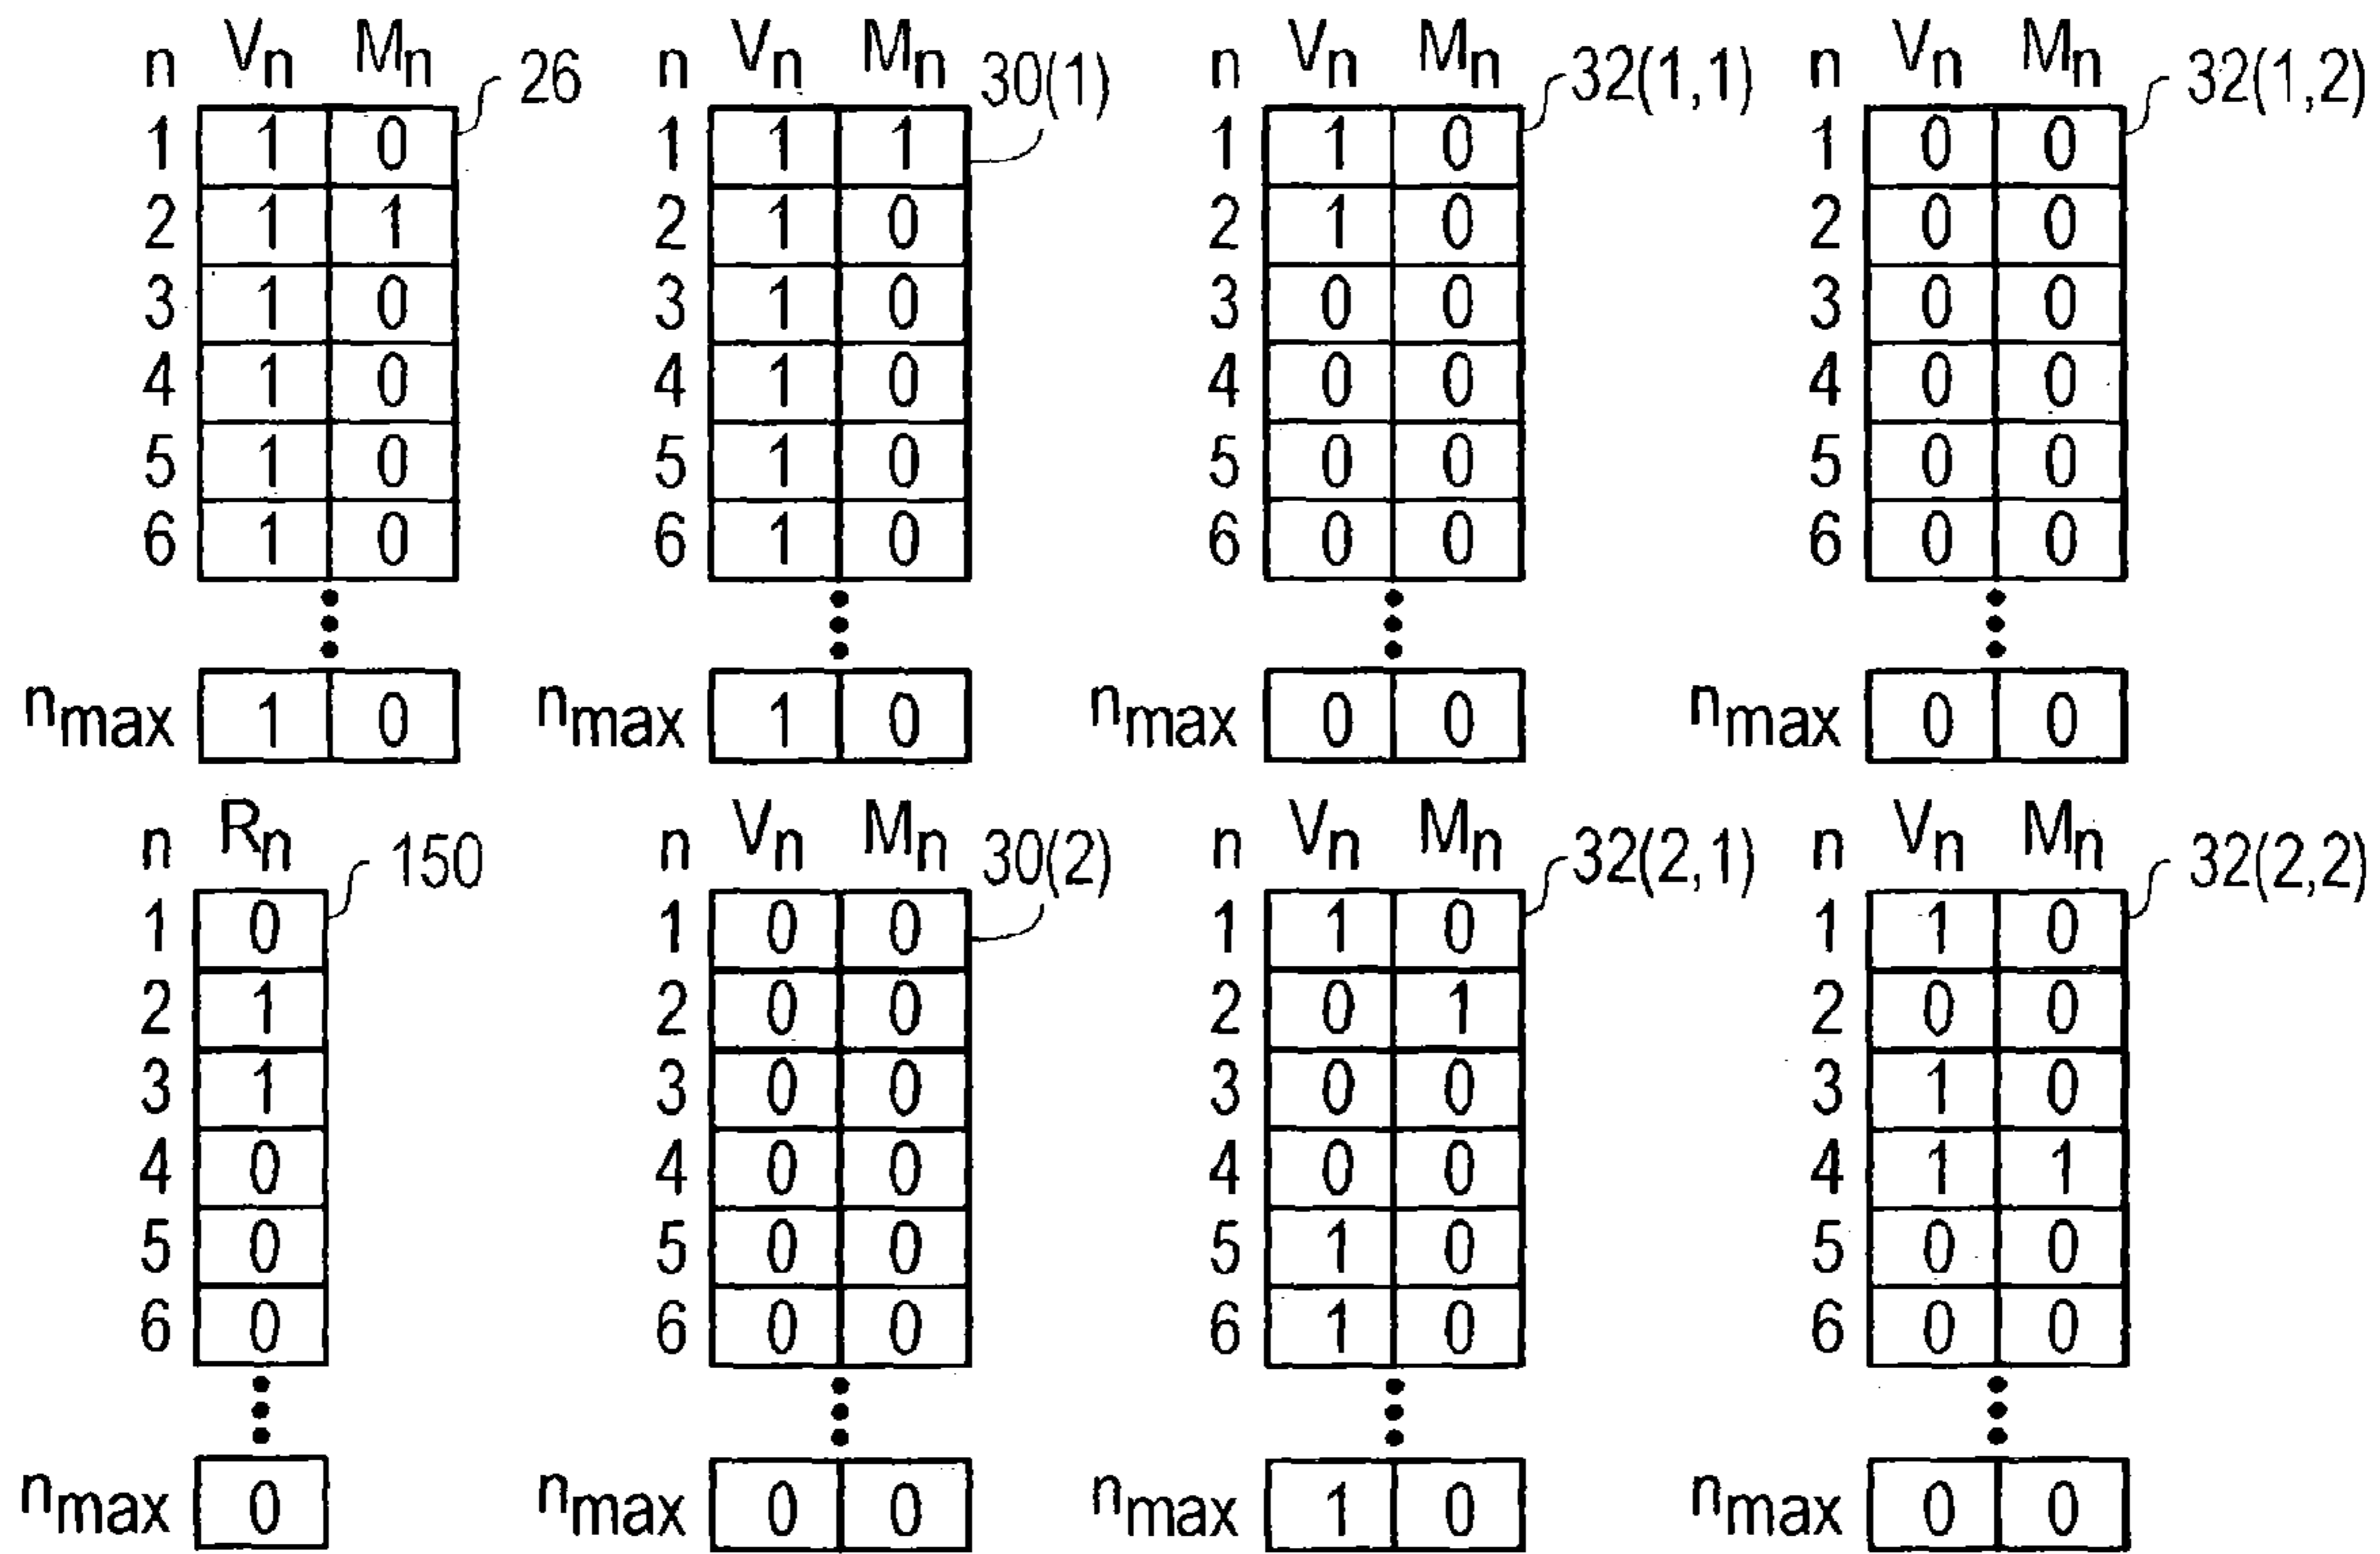 n Vn Mn 26
1 1 0
2 1 1
3 1 0
4 1 0
5 1 0
6 1 0
nmax 1 0
n Vn Mn 30(1)
1 1 1
2 1 0
3 1 0
4 1 0
5 1 0
6 1 0
nmax 1 0
n Vn Mn 32(1,1)
1 1 0
2 1 0
3 0 0
4 0 0
5 0 0
6 0 0
nmax 0 0
n Vn Mn 32(1,2)
1 0 0
2 0 0
3 0 0
4 0 0
5 0 0
6 0 0
nmax 0 0
n Rn 150
1 0
2 1
3 1
4 0
5 0
6 0
nmax 0
n Vn Mn 30(2)
1 0 0
2 0 0
3 0 0
4 0 0
5 0 0
6 0 0
nmax 0 0
n Vn Mn 32(2,1)
1 1 0
2 0 1
3 0 0
4 0 0
5 1 0
6 1 0
nmax 1 0
n Vn Mn 32(2,2)
1 1 0
2 0 0
3 1 0
4 1 1
5 0 0
6 0 0
nmax 0 0